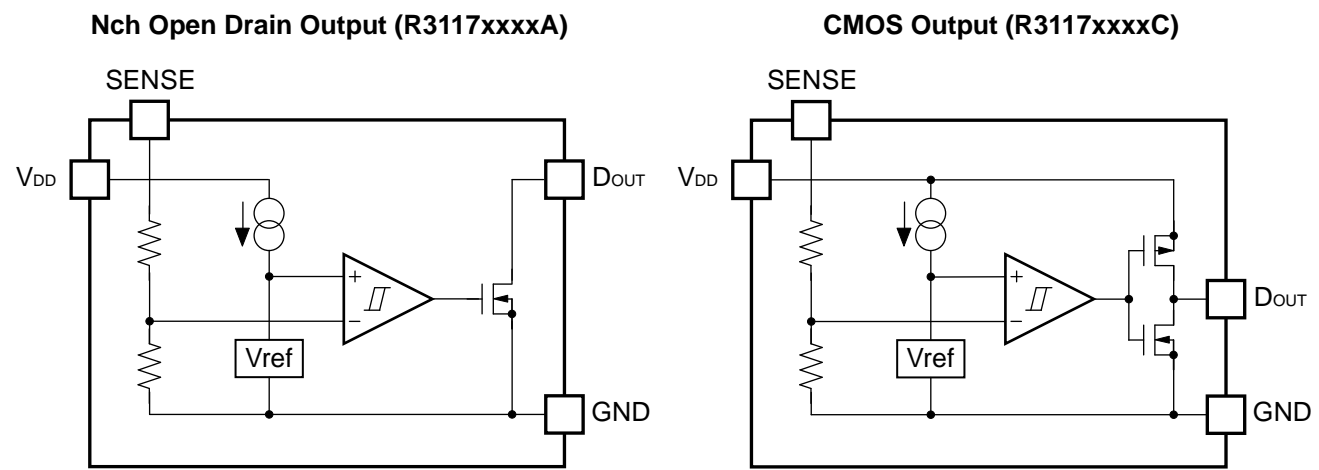 Nch Open Drain Output (R3117xxxxA)
SENSE
VDD
DOUT
+
−
Vref
GND
CMOS Output (R3117xxxxC)
SENSE
VDD
+
−
DOUT
Vref
GND